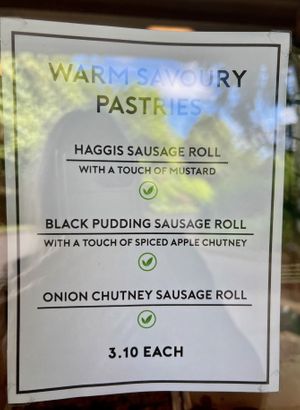 WARM SAVOURY
PASTRIES
HAGGIS SAUSAGE ROLL
WITH A TOUCH OF MUSTARD
BLACK PUDDING SAUSAGE ROLL
WITH A TOUCH OF SPICED APPLE CHUTNEY
ONION CHUTNEY SAUSAGE ROLL
3.10 EACH